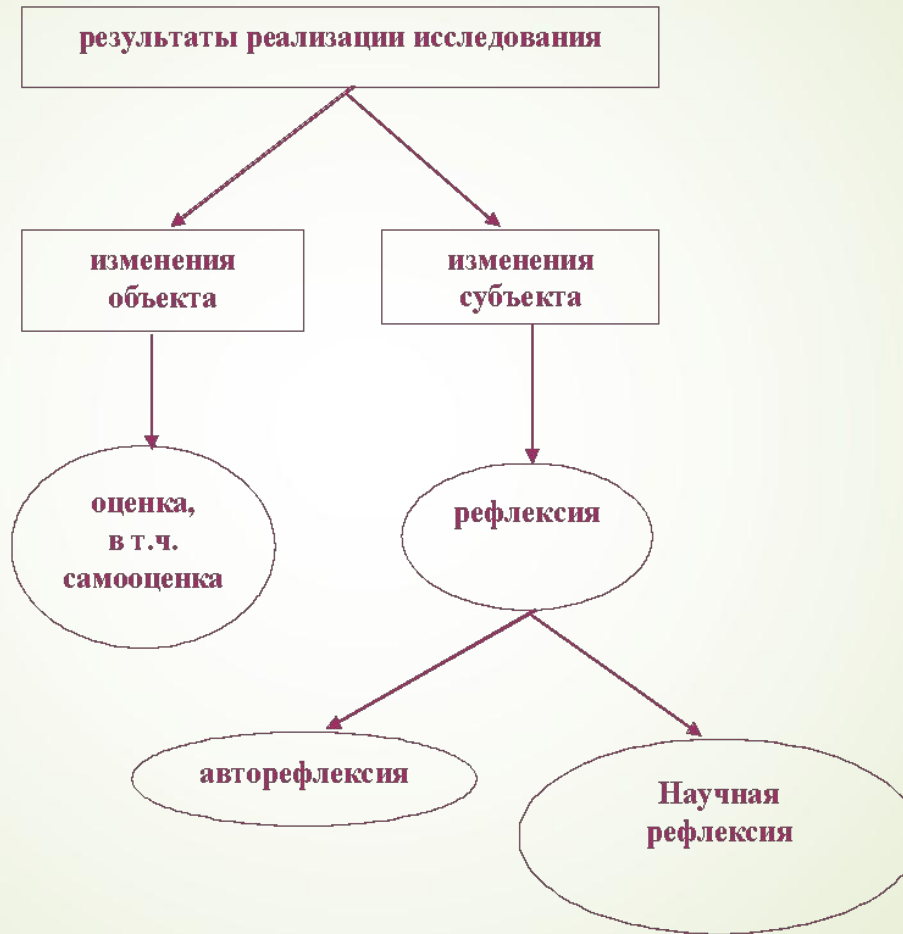 результаты реализации исследования
изменения
объекта
изменения
субъекта
оценка,
в т.ч.
самооценка
рефлексия
авторефлексия
Научная
рефлексия